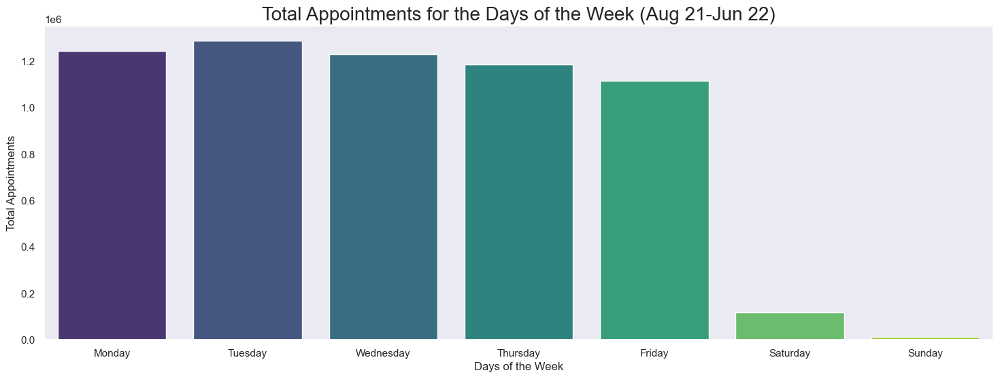 Total Appointments for the Days of the Week (Aug 21-Jun 22)
1e6
1.2
1.0
0.8
0.6
0.4
0.2
0.0
Total Appointments
Monday Tuesday Wednesday Thursday Friday Saturday Sunday
Days of the Week